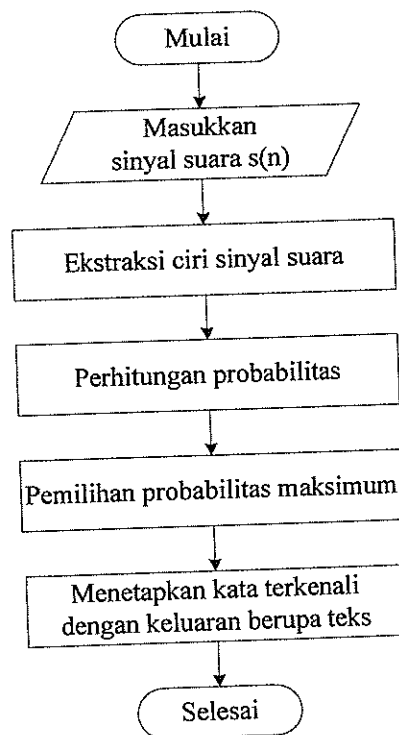 Mulai
Masukkan
sinyal suara s(n)
Ekstraksi ciri sinyal suara
Perhitungan probabilitas
Pemilihan probabilitas maksimum
Menetapkan kata terkenali
dengan keluaran berupa teks
Selesai